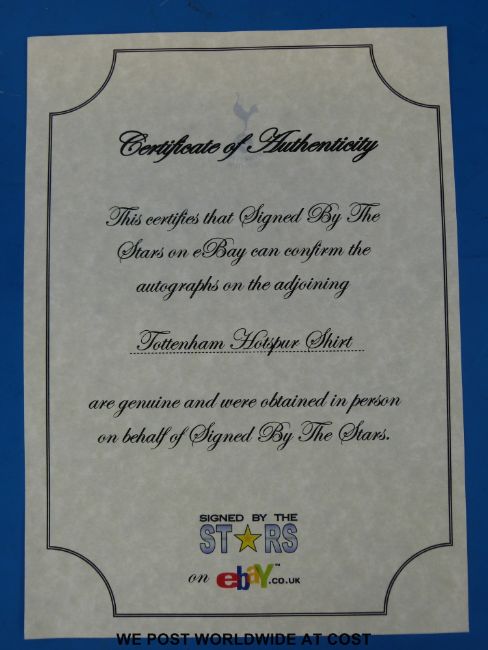 Certificate of Authenticity
This certifies that Signed By The
Stars on eBay can confirm the
autographs on the adjoining
Tottenham Hotspur Shirt
are genuine and were obtained in person
on behalf of Signed By The Stars.
SIGNED BY THE
STARS
on ebaY™.CO.UK
WE POST WORLDWIDE AT COST